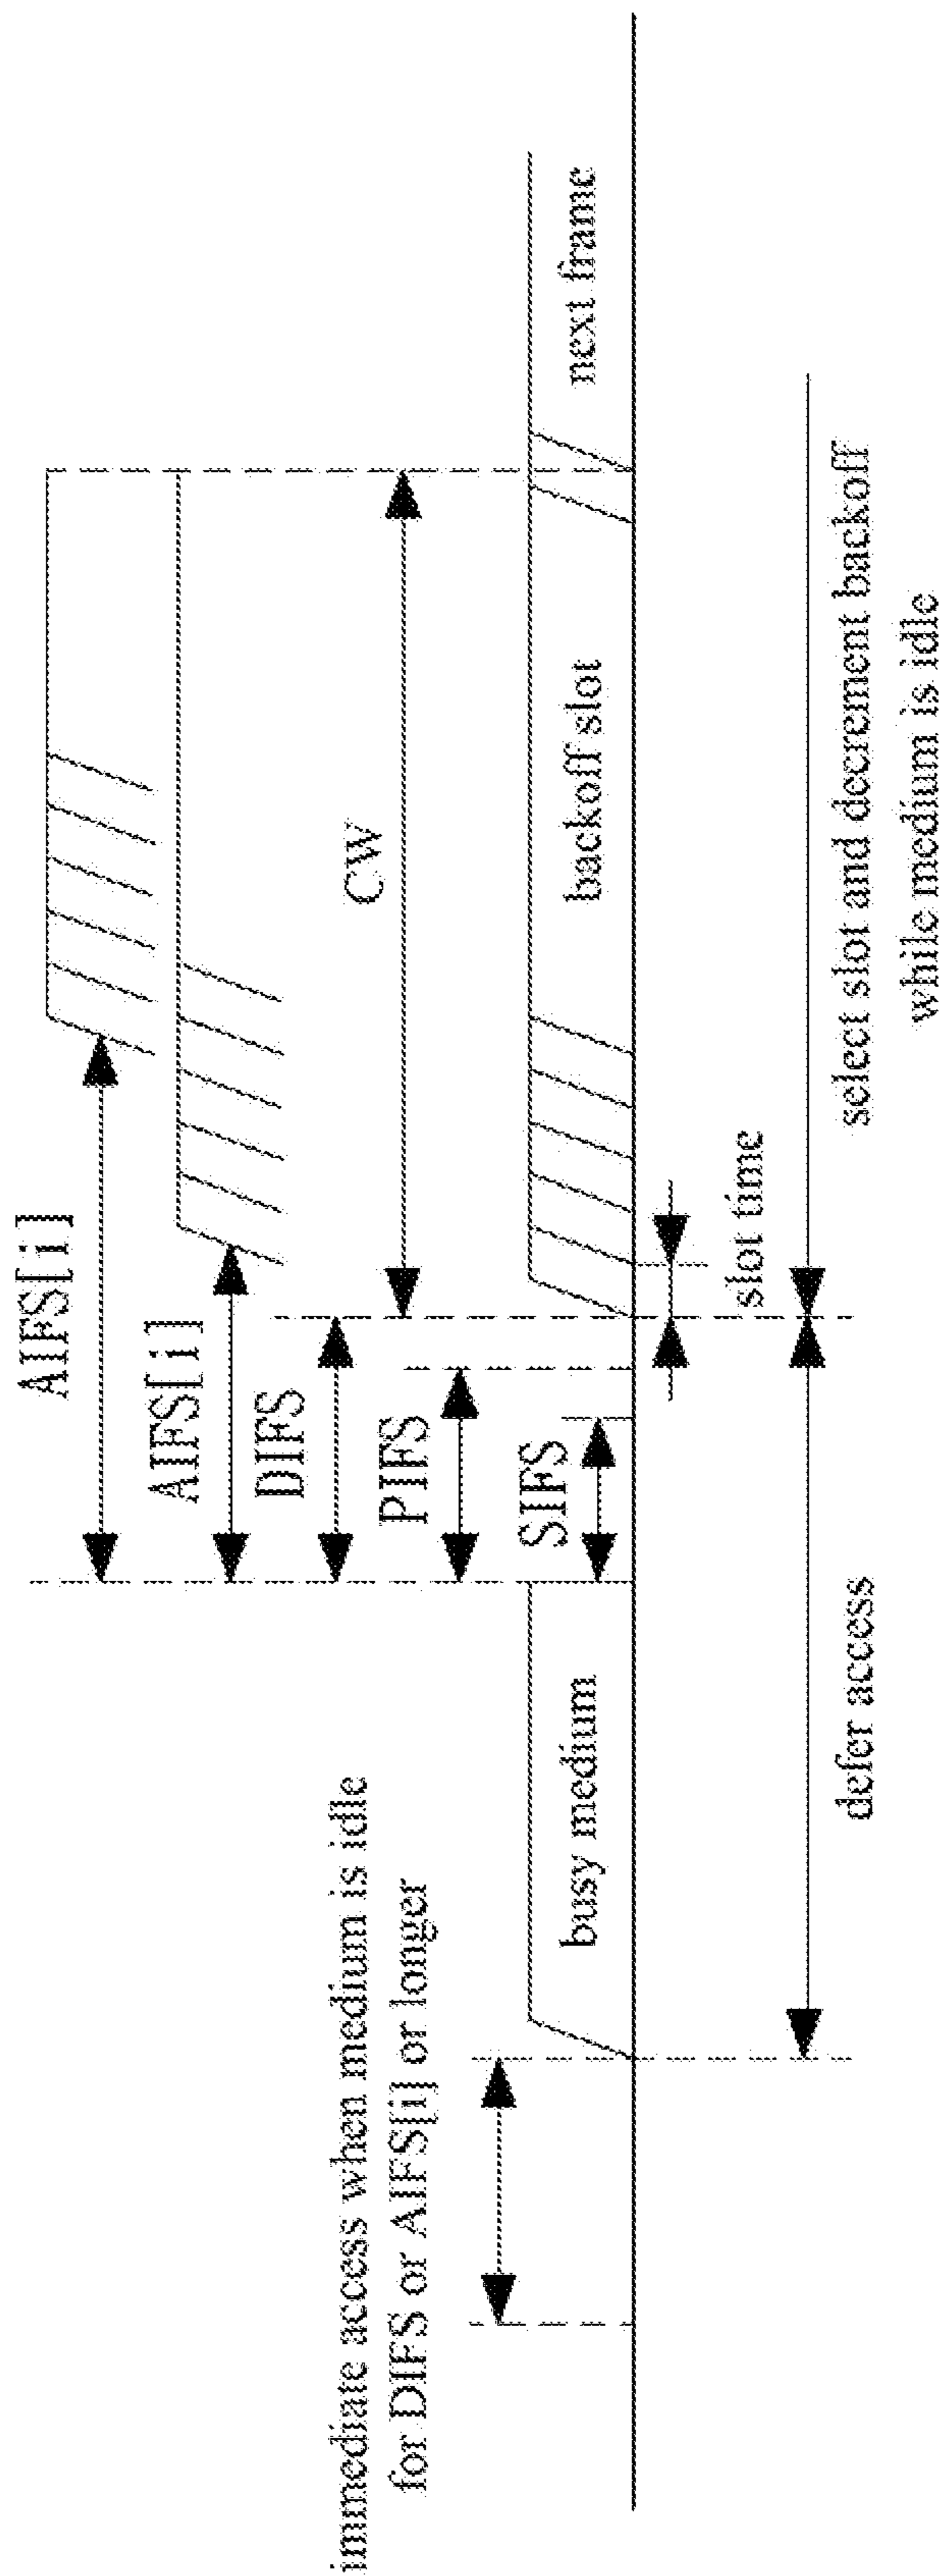 immediate access when medium is idle
for DIFS or AIFS[i] or longer
AIFS[i]
AIFS[i]
DIFS
PIFS
SIFS
CW
busy medium
backoff slot
next frame
slot time
defer access
select slot and decrement backoff
while medium is idle